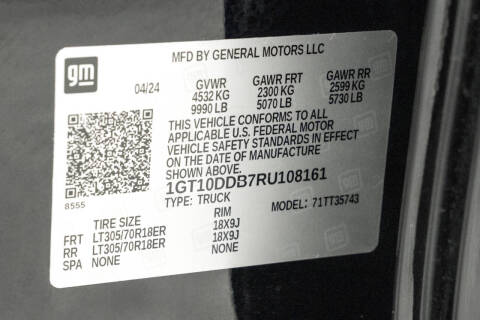 gm
MFD BY GENERAL MOTORS LLC
04/24 GVWR GAWR FRT GAWR RR
4532 KG 2300 KG 2599 KG
9990 LB 5070 LB 5730 LB
THIS VEHICLE CONFORMS TO ALL
APPLICABLE U.S. FEDERAL MOTOR
VEHICLE SAFETY STANDARDS IN EFFECT
ON THE DATE OF MANUFACTURE
SHOWN ABOVE.
1GT10DDB7RU108161
8555 TYPE: TRUCK MODEL: 71TT35743
TIRE SIZE RIM
FRT LT305/70R18ER 18X9J
RR LT305/70R18ER 18X9J
SPA NONE NONE